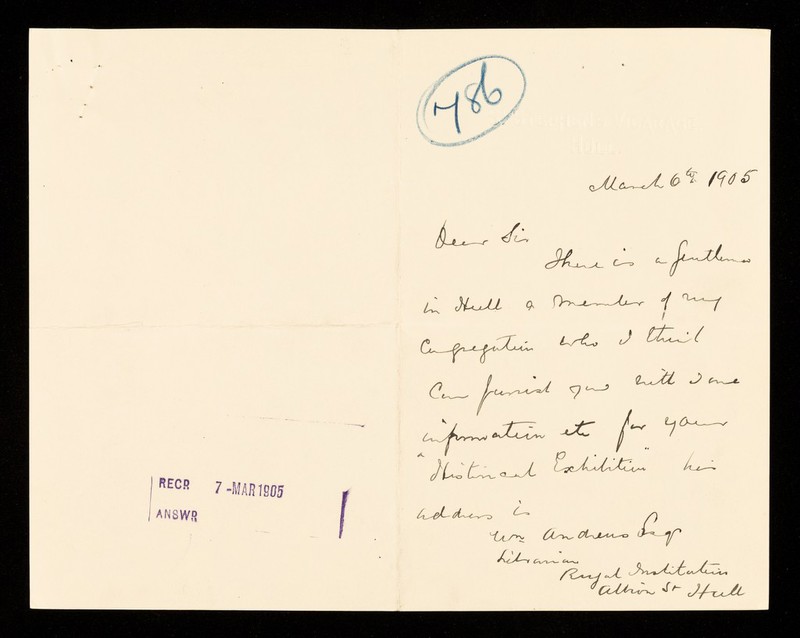 786
March 6th 1905
Dear Sir
There is a gentleman
in Hull a member of my
Congregation who I think
can furnish you with some
information etc for your
"Historical Exhibition" his
address is
Wm Andrews Esq
Librarian
Royal Institution
Albion St Hull
RECD 7-MAR 1905
ANSWR